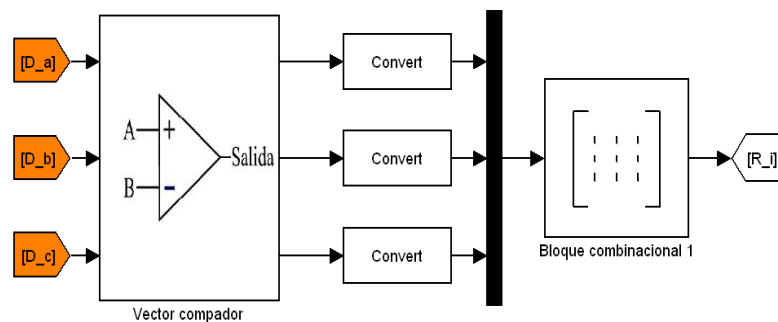 [D_a]
Convert
[D_b]
A
+
B
-
Salida
Convert
[R_i]
[D_c]
Convert
Bloque combinacional 1
Vector compador